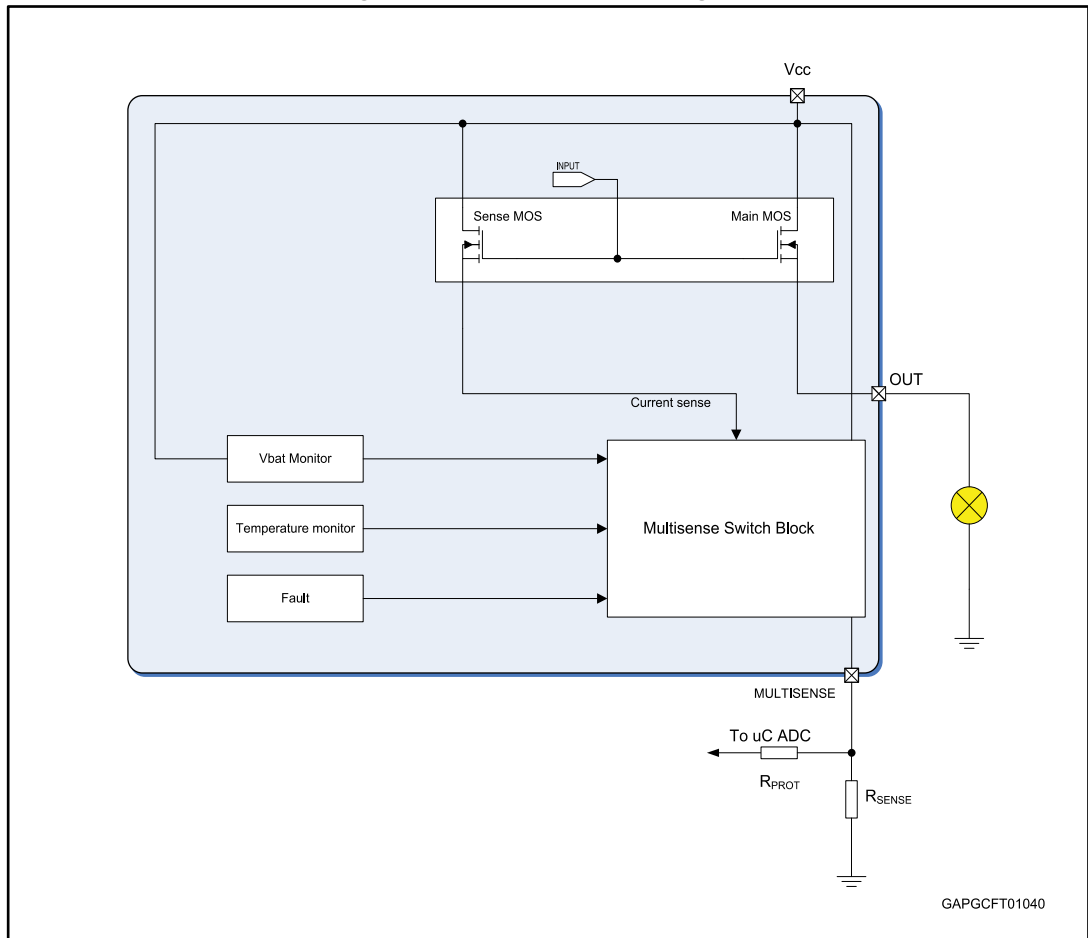 Vcc
INPUT
Sense MOS
Main MOS
OUT
Current sense
Vbat Monitor
Temperature monitor
Multisense Switch Block
Fault
MULTISENSE
To uC ADC
RPROT
RSENSE
GAPGCFT01040